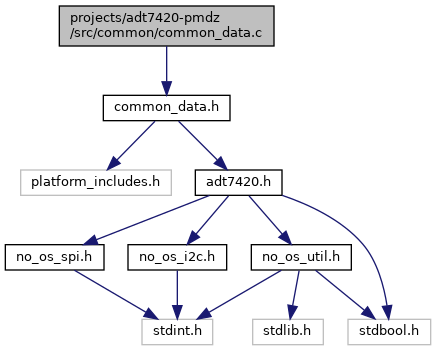 projects/adt7420-pmdz
/src/common/common_data.c
common_data.h
platform_includes.h
adt7420.h
no_os_spi.h
no_os_i2c.h
no_os_util.h
stdint.h
stdlib.h
stdbool.h